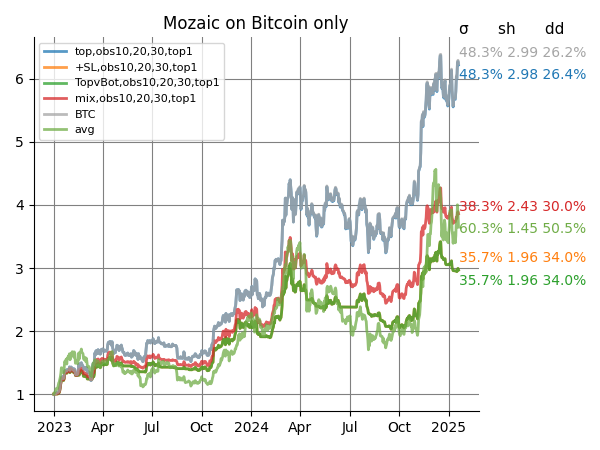 Mozaic on Bitcoin only
σ sh dd
top,obs10,20,30,top1
+SL,obs10,20,30,top1
TopvBot,obs10,20,30,top1
mix,obs10,20,30,top1
BTC
avg
48.3% 2.99 26.2%
48.3% 2.98 26.4%
38.3% 2.43 30.0%
60.3% 1.45 50.5%
35.7% 1.96 34.0%
35.7% 1.96 34.0%
6
5
4
3
2
1
2023 Apr Jul Oct 2024 Apr Jul Oct 2025